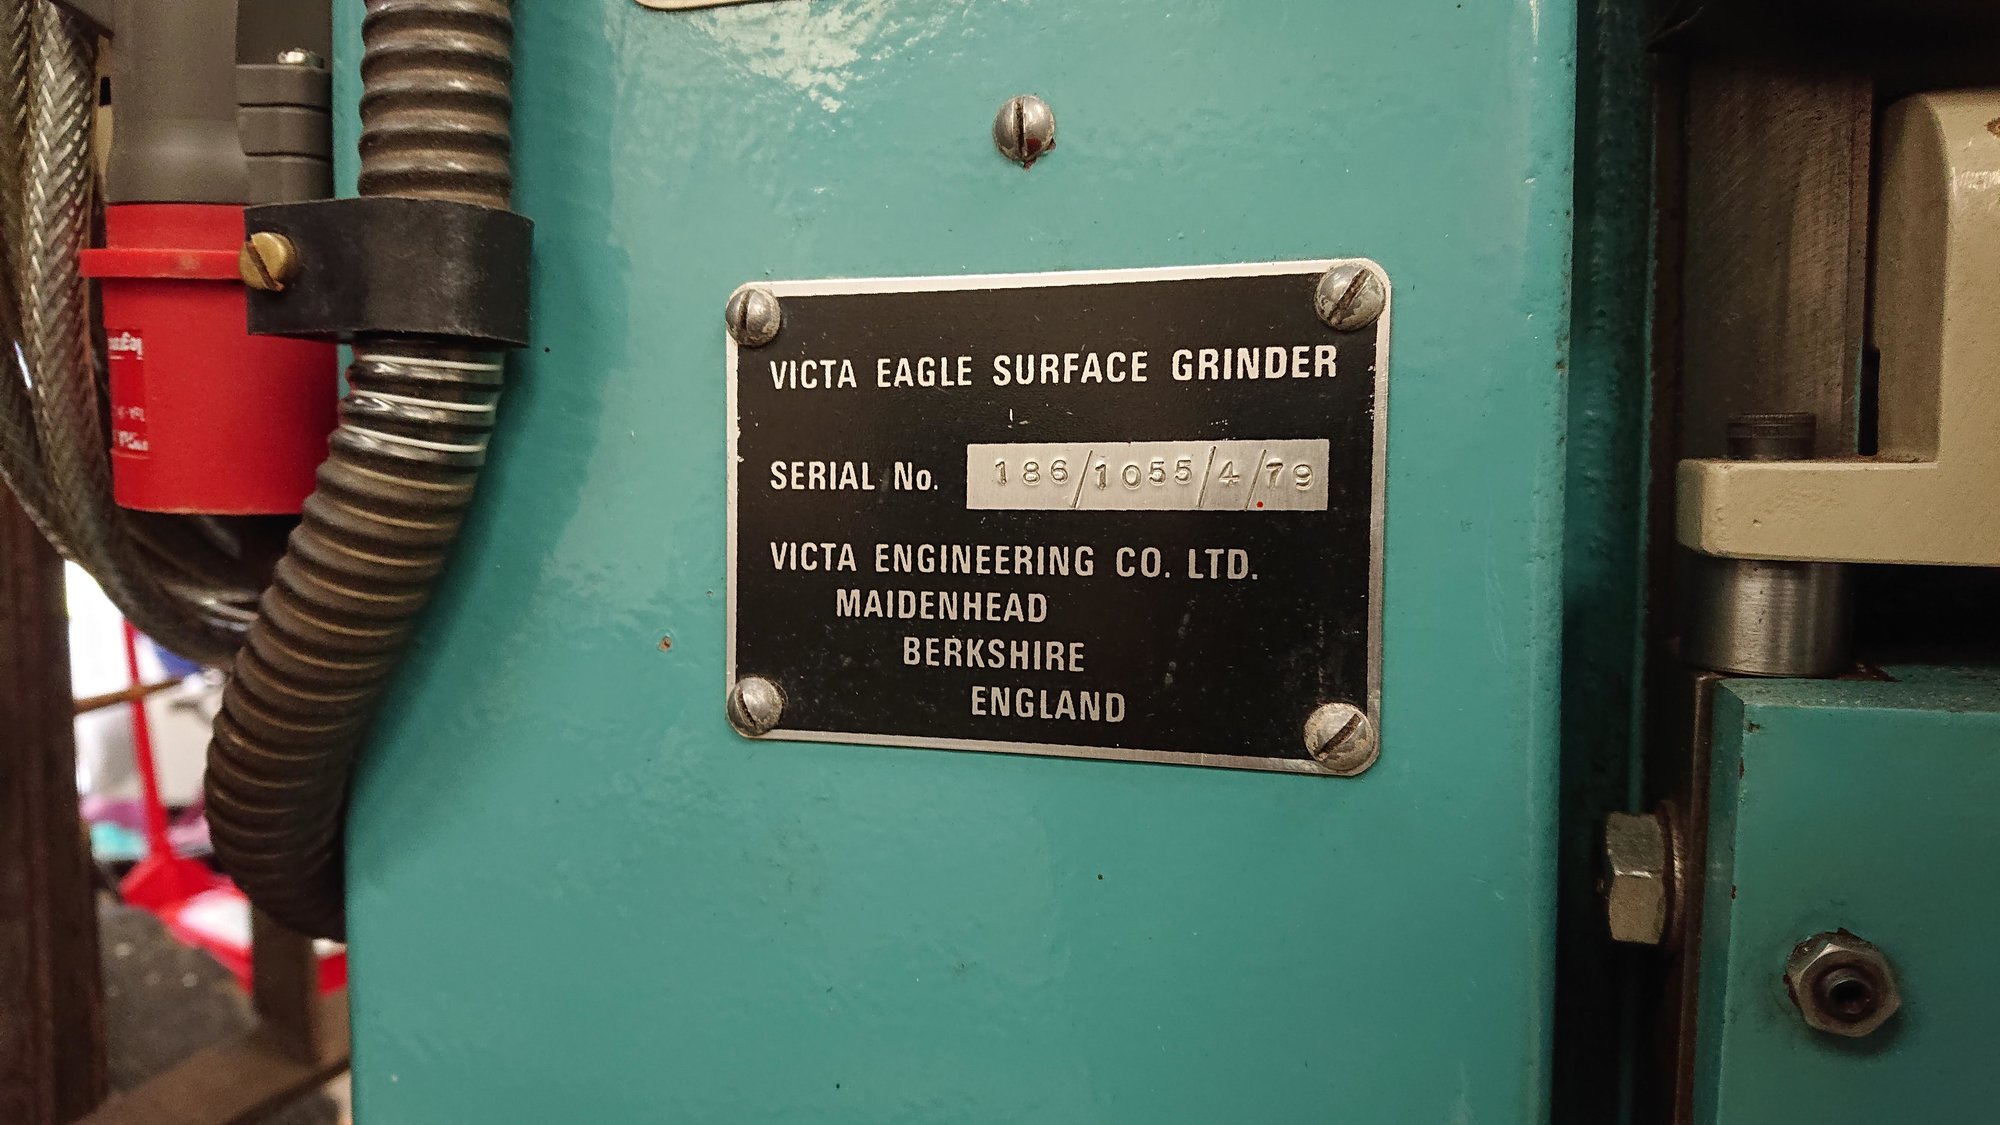 VICTA EAGLE SURFACE GRINDER
SERIAL No. 186/1055/4/79
VICTA ENGINEERING CO. LTD.
MAIDENHEAD
BERKSHIRE
ENGLAND